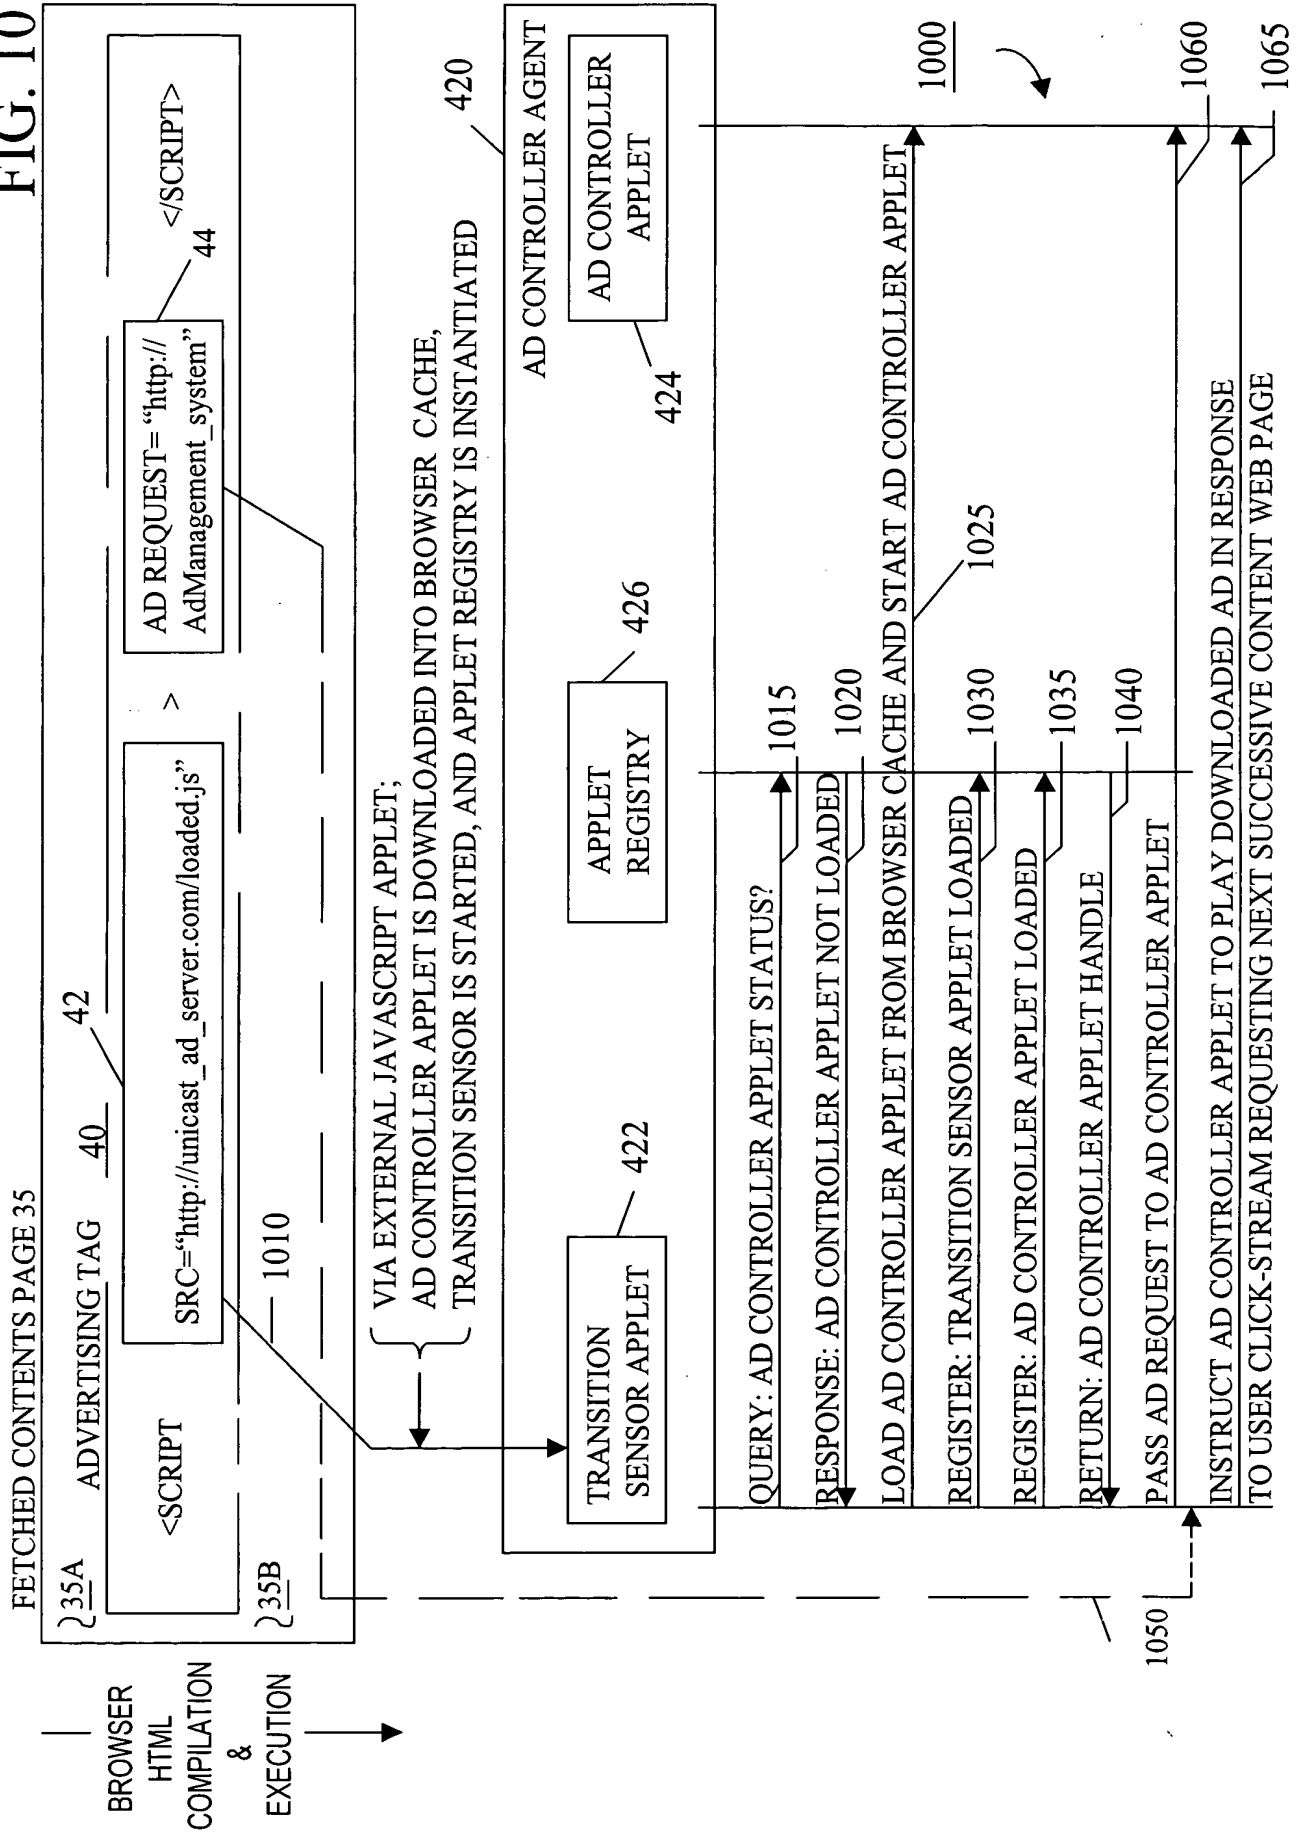 FIG. 10
FETCHED CONTENTS PAGE 35
35A
ADVERTISING TAG 40
42
<SCRIPT
SRC=“http://unicast_ad_server.com/loaded.js”
>
AD REQUEST= “http://
AdManagement_system”
44
</SCRIPT>
35B
1010
BROWSER
HTML
COMPILATION
&
EXECUTION
VIA EXTERNAL JAVASCRIPT APPLET;
AD CONTROLLER APPLET IS DOWNLOADED INTO BROWSER CACHE,
TRANSITION SENSOR IS STARTED, AND APPLET REGISTRY IS INSTANTIATED
420
AD CONTROLLER AGENT
TRANSITION
SENSOR APPLET
422
APPLET
REGISTRY
426
AD CONTROLLER
APPLET
424
1000
QUERY: AD CONTROLLER APPLET STATUS?
1015
RESPONSE: AD CONTROLLER APPLET NOT LOADED
1020
LOAD AD CONTROLLER APPLET FROM BROWSER CACHE AND START AD CONTROLLER APPLET
1025
REGISTER: TRANSITION SENSOR APPLET LOADED
1030
REGISTER: AD CONTROLLER APPLET LOADED
1035
RETURN: AD CONTROLLER APPLET HANDLE
1040
PASS AD REQUEST TO AD CONTROLLER APPLET
1060
1050
INSTRUCT AD CONTROLLER APPLET TO PLAY DOWNLOADED AD IN RESPONSE
TO USER CLICK-STREAM REQUESTING NEXT SUCCESSIVE CONTENT WEB PAGE
1065